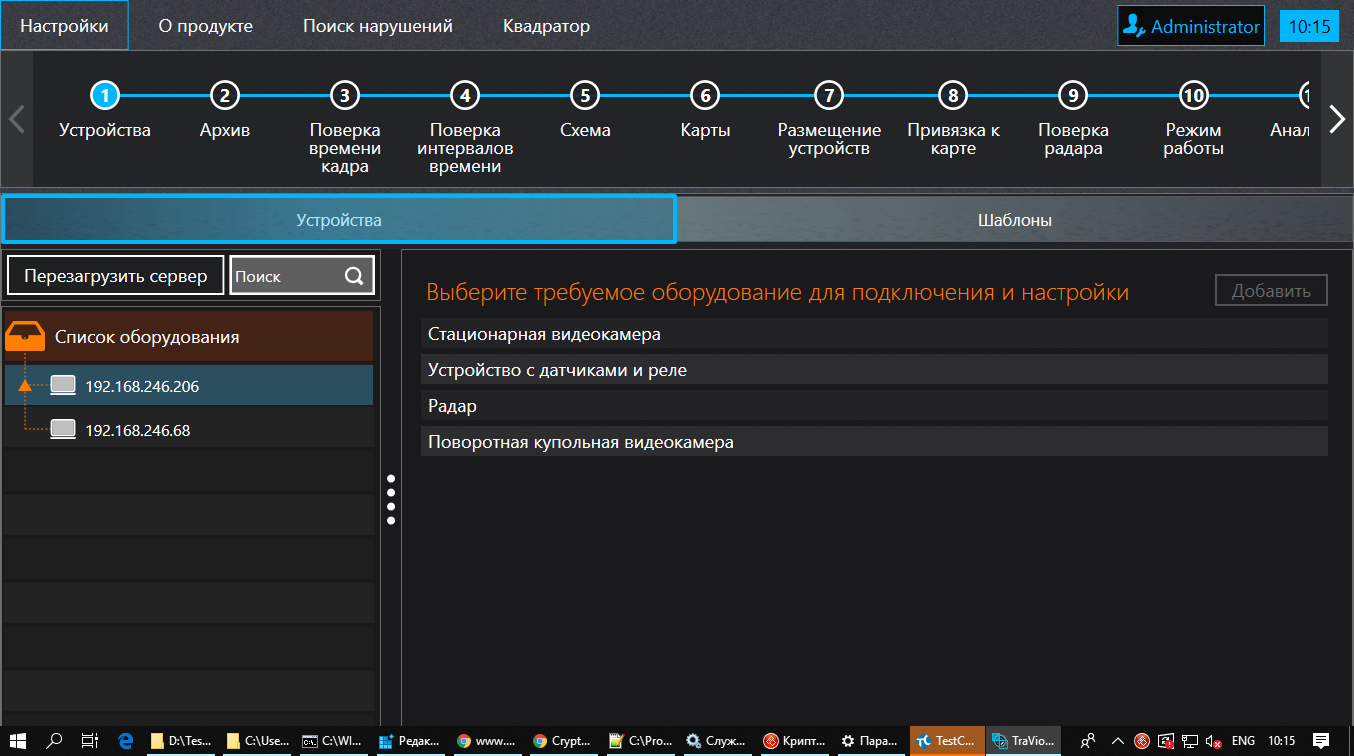 Настройки О продукте Поиск нарушений Квадратор Administrator 10:15
1 2 3 4 5 6 7 8 9 10 1
Устройства Архив Поверка времени кадра Поверка интервалов времени Схема Карты Размещение устройств Привязка к карте Поверка радара Режим работы Анал
Устройства Шаблоны
Перезагрузить сервер Поиск
Выберите требуемое оборудование для подключения и настройки Добавить
Список оборудования
192.168.246.206
192.168.246.68
Стационарная видеокамера
Устройство с датчиками и реле
Радар
Поворотная купольная видеокамера
D:\Tes... C:\Use... C:\WI... Редак... www.... Crypt... C:\Pro... Служ... Крипт... Пара... TestC... TraVio... ENG 10:15